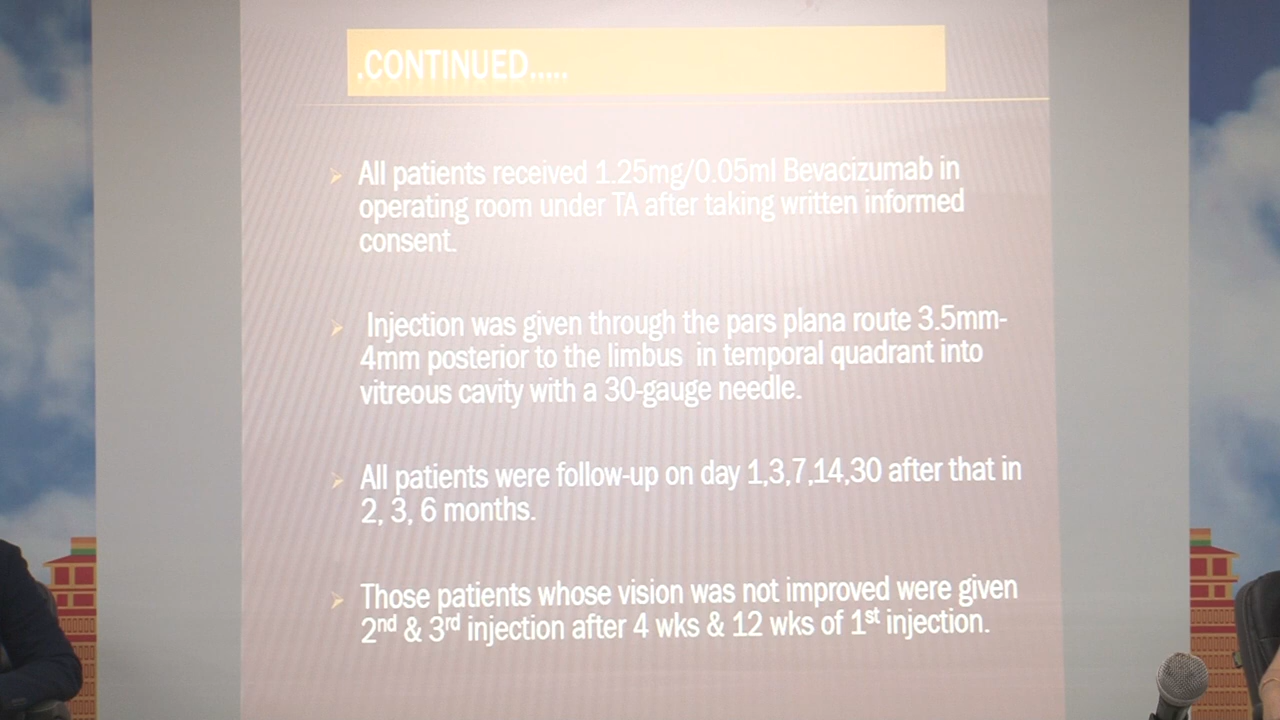 .CONTINUED.....
All patients received 1.25mg/0.05ml Bevacizumab in
operating room under TA after taking written informed
consent.
Injection was given through the pars plana route 3.5mm-
4mm posterior to the limbus in temporal quadrant into
vitreous cavity with a 30-gauge needle.
All patients were follow-up on day 1,3,7,14,30 after that in
2, 3, 6 months.
Those patients whose vision was not improved were given
2nd & 3rd injection after 4 wks & 12 wks of 1st injection.